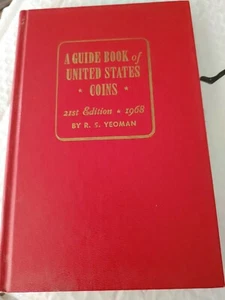 A GUIDE BOOK of
UNITED STATES
★ COINS ★
21st Edition ★ 1968
BY R. S. YEOMAN